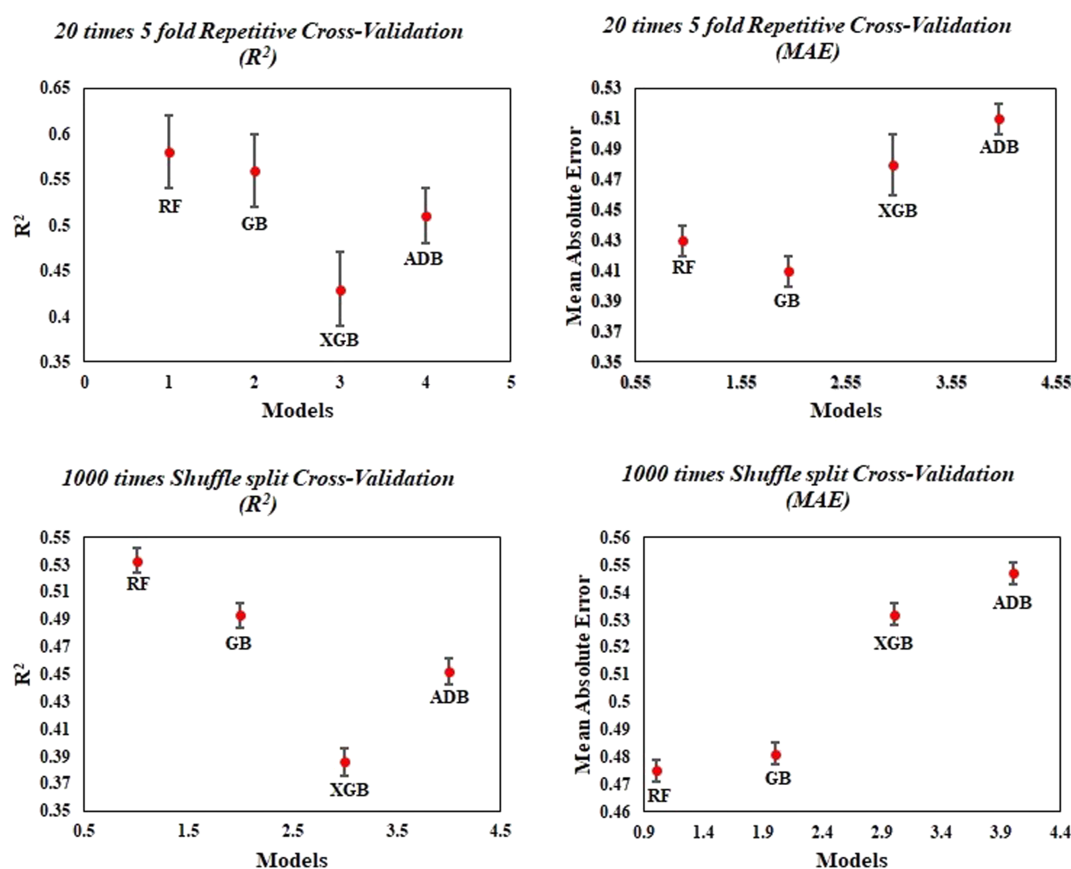 20 times 5 fold Repetitive Cross-Validation
(R²)
0.65
0.6
0.55
0.5
0.45
0.4
0.35
R²
RF
GB
XGB
ADB
0
1
2
3
4
5
Models
20 times 5 fold Repetitive Cross-Validation
(MAE)
0.53
0.51
0.49
0.47
0.45
0.43
0.41
0.39
0.37
0.35
Mean Absolute Error
RF
GB
XGB
ADB
0.55
1.55
2.55
3.55
4.55
Models
1000 times Shuffle split Cross-Validation
(R²)
0.55
0.53
0.51
0.49
0.47
0.45
0.43
0.41
0.39
0.37
0.35
R²
RF
GB
XGB
ADB
0.5
1.5
2.5
3.5
4.5
Models
1000 times Shuffle split Cross-Validation
(MAE)
0.56
0.55
0.54
0.53
0.52
0.51
0.5
0.49
0.48
0.47
0.46
Mean Absolute Error
RF
GB
XGB
ADB
0.9
1.4
1.9
2.4
2.9
3.4
3.9
4.4
Models